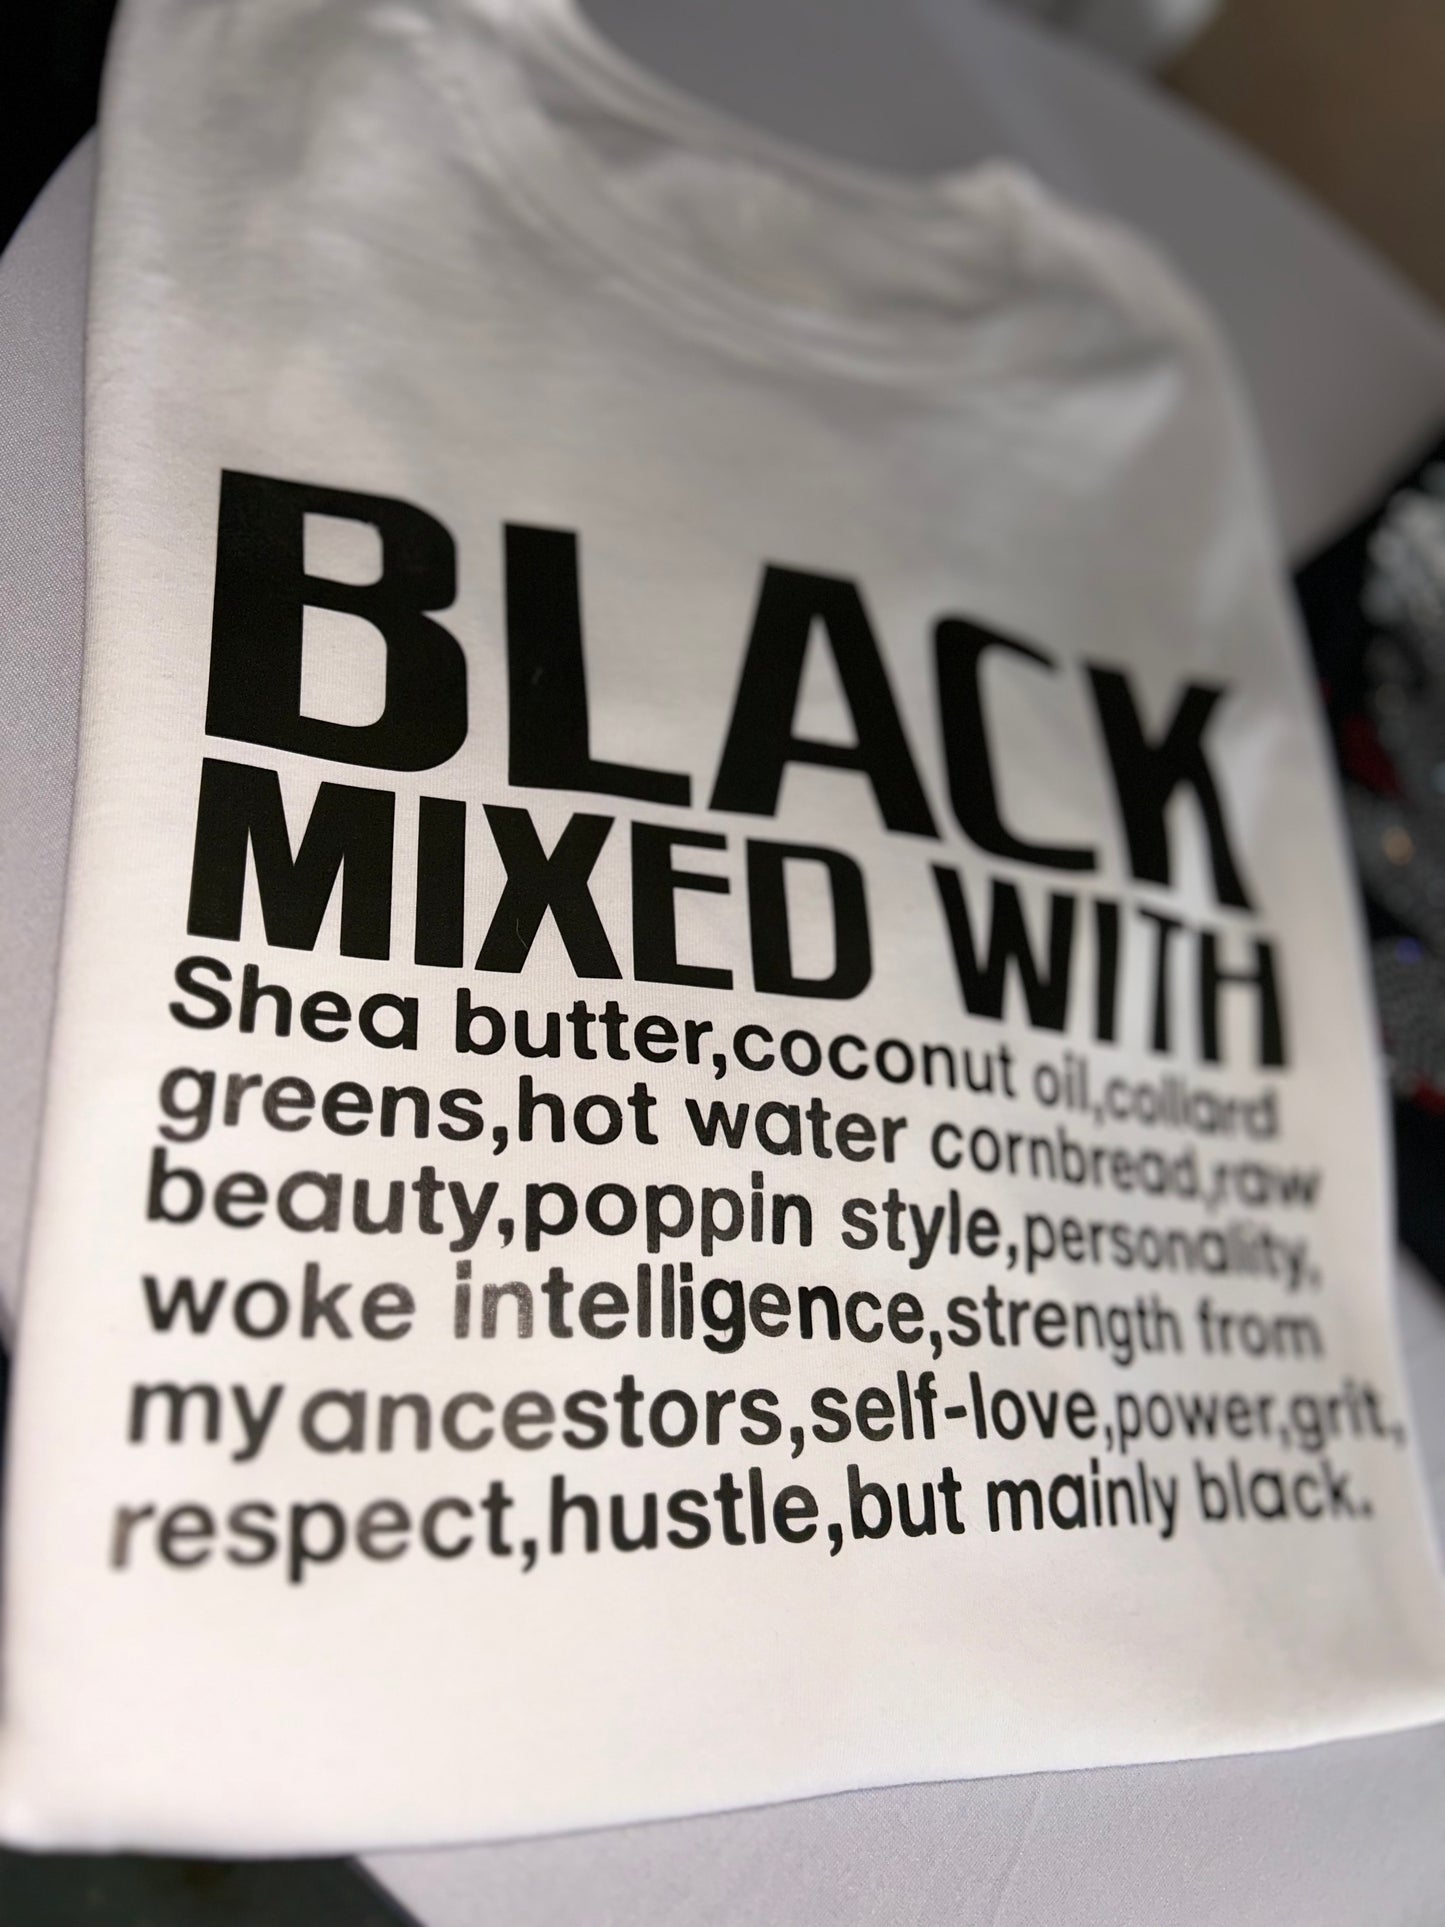 BLACK
MIXED WITH
Shea butter,coconut oil,collard
greens,hot water cornbread,raw
beauty,poppin style,personality,
woke intelligence,strength from
my ancestors,self-love,power,grit,
respect,hustle,but mainly black.